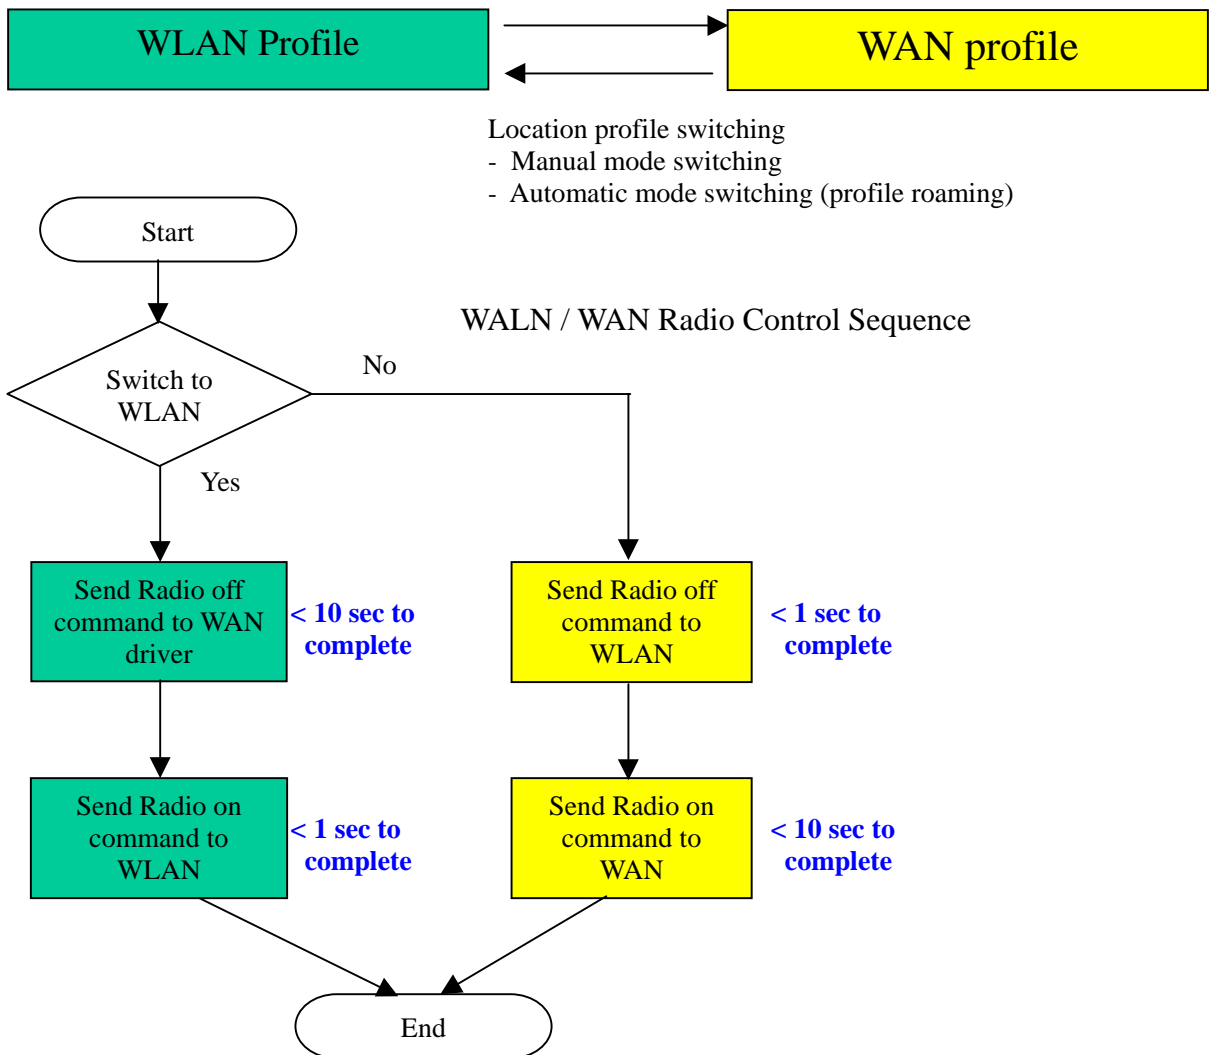 WLAN Profile
WAN profile
Location profile switching
- Manual mode switching
- Automatic mode switching (profile roaming)
Start
WALN / WAN Radio Control Sequence
Switch to
WLAN
No
Yes
Send Radio off
command to WAN
driver
< 10 sec to
complete
Send Radio off
command to
WLAN
< 1 sec to
complete
Send Radio on
command to
WLAN
< 1 sec to
complete
Send Radio on
command to
WAN
< 10 sec to
complete
End